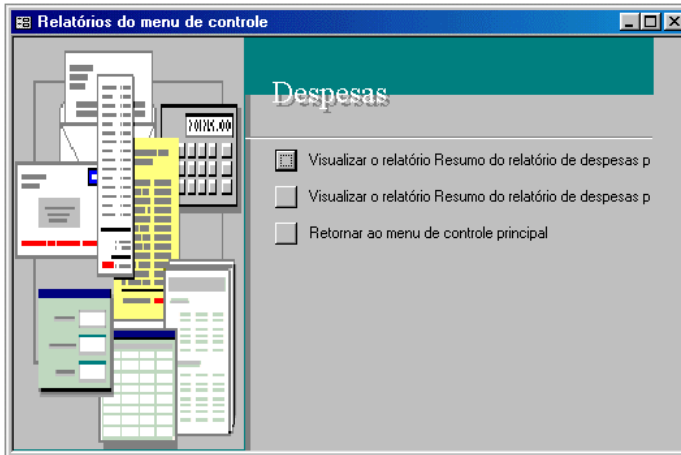 Relatórios do menu de controle
Despesas
Visualizar o relatório Resumo do relatório de despesas p
Visualizar o relatório Resumo do relatório de despesas p
Retornar ao menu de controle principal